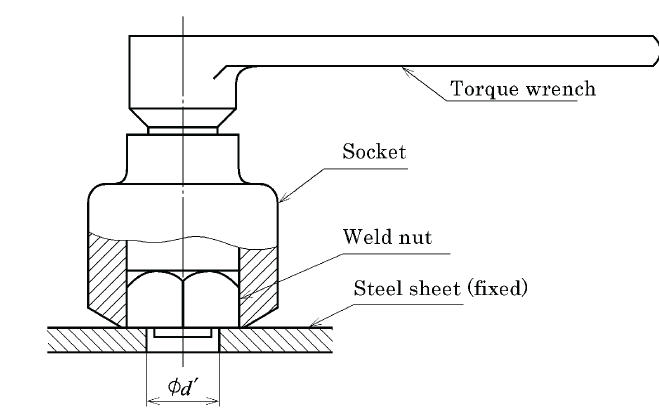 Torque wrench
Socket
Weld nut
Steel sheet (fixed)
ϕd′